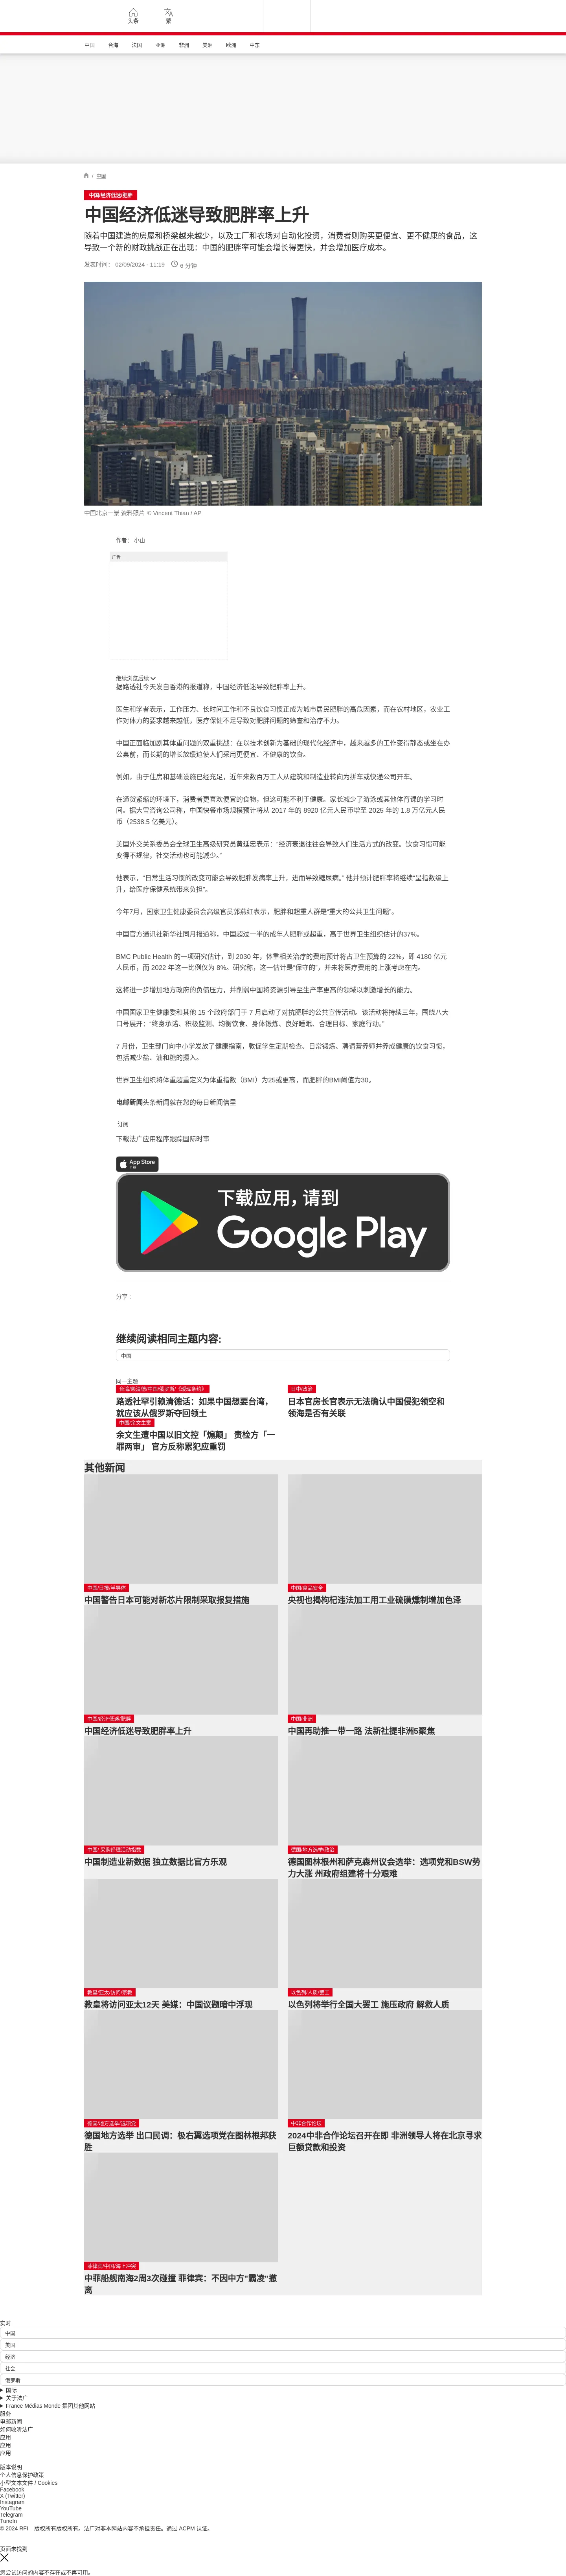 头条
繁
中国
台海
法国
亚洲
非洲
美洲
欧洲
中东
/ 中国
中国/经济低迷/肥胖
中国经济低迷导致肥胖率上升
随着中国建造的房屋和桥梁越来越少，以及工厂和农场对自动化投资，消费者则购买更便宜、更不健康的食品，这
导致一个新的财政挑战正在出现：中国的肥胖率可能会增长得更快，并会增加医疗成本。
发表时间： 02/09/2024 - 11:19
6 分钟
中国北京一景 资料照片 © Vincent Thian / AP
作者： 小山
广告
继续浏览后续
据路透社今天发自香港的报道称，中国经济低迷导致肥胖率上升。
医生和学者表示，工作压力、长时间工作和不良饮食习惯正成为城市居民肥胖的高危因素，而在农村地区，农业工
作对体力的要求越来越低，医疗保健不足导致对肥胖问题的筛查和治疗不力。
中国正面临加剧其体重问题的双重挑战：在以技术创新为基础的现代化经济中，越来越多的工作变得静态或坐在办
公桌前，而长期的增长放缓迫使人们采用更便宜、不健康的饮食。
例如，由于住房和基础设施已经充足，近年来数百万工人从建筑和制造业转向为拼车或快递公司开车。
在通货紧缩的环境下，消费者更喜欢便宜的食物，但这可能不利于健康。家长减少了游泳或其他体育课的学习时
间。据大雪咨询公司称，中国快餐市场规模预计将从 2017 年的 8920 亿元人民币增至 2025 年的 1.8 万亿元人民
币（2538.5 亿美元）。
美国外交关系委员会全球卫生高级研究员黄延忠表示：“经济衰退往往会导致人们生活方式的改变。饮食习惯可能
变得不规律，社交活动也可能减少。”
他表示，“日常生活习惯的改变可能会导致肥胖发病率上升，进而导致糖尿病。” 他并预计肥胖率将继续“呈指数级上
升，给医疗保健系统带来负担”。
今年7月，国家卫生健康委员会高级官员郭燕红表示，肥胖和超重人群是“重大的公共卫生问题”。
中国官方通讯社新华社同月报道称，中国超过一半的成年人肥胖或超重，高于世界卫生组织估计的37%。
BMC Public Health 的一项研究估计，到 2030 年，体重相关治疗的费用预计将占卫生预算的 22%，即 4180 亿元
人民币，而 2022 年这一比例仅为 8%。研究称，这一估计是“保守的”，并未将医疗费用的上涨考虑在内。
这将进一步增加地方政府的负债压力，并削弱中国将资源引导至生产率更高的领域以刺激增长的能力。
中国国家卫生健康委和其他 15 个政府部门于 7 月启动了对抗肥胖的公共宣传活动。该活动将持续三年，围绕八大
口号展开：“终身承诺、积极监测、均衡饮食、身体锻炼、良好睡眠、合理目标、家庭行动。”
7 月份，卫生部门向中小学发放了健康指南，敦促学生定期检查、日常锻炼、聘请营养师并养成健康的饮食习惯，
包括减少盐、油和糖的摄入。
世界卫生组织将体重超重定义为体重指数（BMI）为25或更高，而肥胖的BMI阈值为30。
电邮新闻头条新闻就在您的每日新闻信里
订阅
下载法广应用程序跟踪国际时事
App Store
下载
下载应用，请到
Google Play
分享 :
继续阅读相同主题内容:
中国
同一主题
台湾/赖清德/中国/俄罗斯/《瑷珲条约》
路透社罕引赖清德话：如果中国想要台湾，
就应该从俄罗斯夺回领土
日中/政治
日本官房长官表示无法确认中国侵犯领空和
领海是否有关联
中国/余文生案
余文生遭中国以旧文控「煽颠」 责检方「一
罪两审」 官方反称累犯应重罚
其他新闻
中国/日报/半导体
中国警告日本可能对新芯片限制采取报复措施
中国/食品安全
央视也揭枸杞违法加工用工业硫磺燻制增加色泽
中国/经济低迷/肥胖
中国经济低迷导致肥胖率上升
中国/非洲
中国再助推一带一路 法新社提非洲5聚焦
中国/ 采购经理活动指数
中国制造业新数据 独立数据比官方乐观
德国/地方选举/政治
德国图林根州和萨克森州议会选举：选项党和BSW势
力大涨 州政府组建将十分艰难
教皇/亚太/访问/宗教
教皇将访问亚太12天 美媒：中国议题暗中浮现
以色列/人质/罢工
以色列将举行全国大罢工 施压政府 解救人质
德国/地方选举/选项党
德国地方选举 出口民调：极右翼选项党在图林根邦获
胜
中非合作论坛
2024中非合作论坛召开在即 非洲领导人将在北京寻求
巨额贷款和投资
菲律宾/中国/海上冲突
中菲船舰南海2周3次碰撞 菲律宾：不因中方"霸凌"撤
离
实时
中国
美国
经济
社会
俄罗斯
国际
关于法广
France Médias Monde 集团其他网站
服务
电邮新闻
如何收听法广
应用
应用
应用
版本说明
个人信息保护政策
小型文本文件 / Cookies
Facebook
X (Twitter)
Instagram
YouTube
Telegram
TuneIn
© 2024 RFI – 版权所有版权所有。法广对非本网站内容不承担责任。通过 ACPM 认证。
页面未找到
您尝试访问的内容不存在或不再可用。